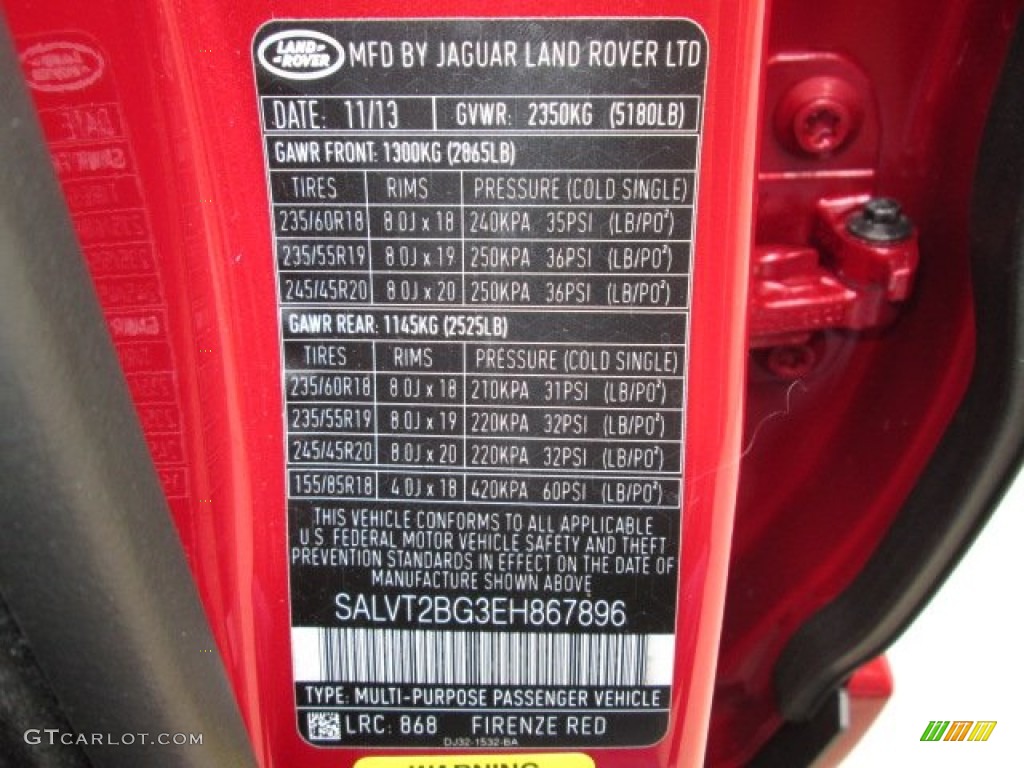 LAND ROVER MFD BY JAGUAR LAND ROVER LTD
DATE: 11/13 GVWR: 2350KG (5180LB)
GAWR FRONT: 1300KG (2865LB)
TIRES RIMS PRESSURE (COLD SINGLE)
235/60R18 8.0J x 18 240KPA 35PSI (LB/PO²)
235/55R19 8.0J x 19 250KPA 36PSI (LB/PO²)
245/45R20 8.0J x 20 250KPA 36PSI (LB/PO²)
GAWR REAR: 1145KG (2525LB)
TIRES RIMS PRESSURE (COLD SINGLE)
235/60R18 8.0J x 18 210KPA 31PSI (LB/PO²)
235/55R19 8.0J x 19 220KPA 32PSI (LB/PO²)
245/45R20 8.0J x 20 220KPA 32PSI (LB/PO²)
155/85R18 4.0J x 18 420KPA 60PSI (LB/PO²)
THIS VEHICLE CONFORMS TO ALL APPLICABLE
U.S. FEDERAL MOTOR VEHICLE SAFETY AND THEFT
PREVENTION STANDARDS IN EFFECT ON THE DATE OF
MANUFACTURE SHOWN ABOVE
SALVT2BG3EH867896
TYPE: MULTI-PURPOSE PASSENGER VEHICLE
LRC: 868 FIRENZE RED
DJ32-1532-BA
WARNING
GTCARLOT.COM